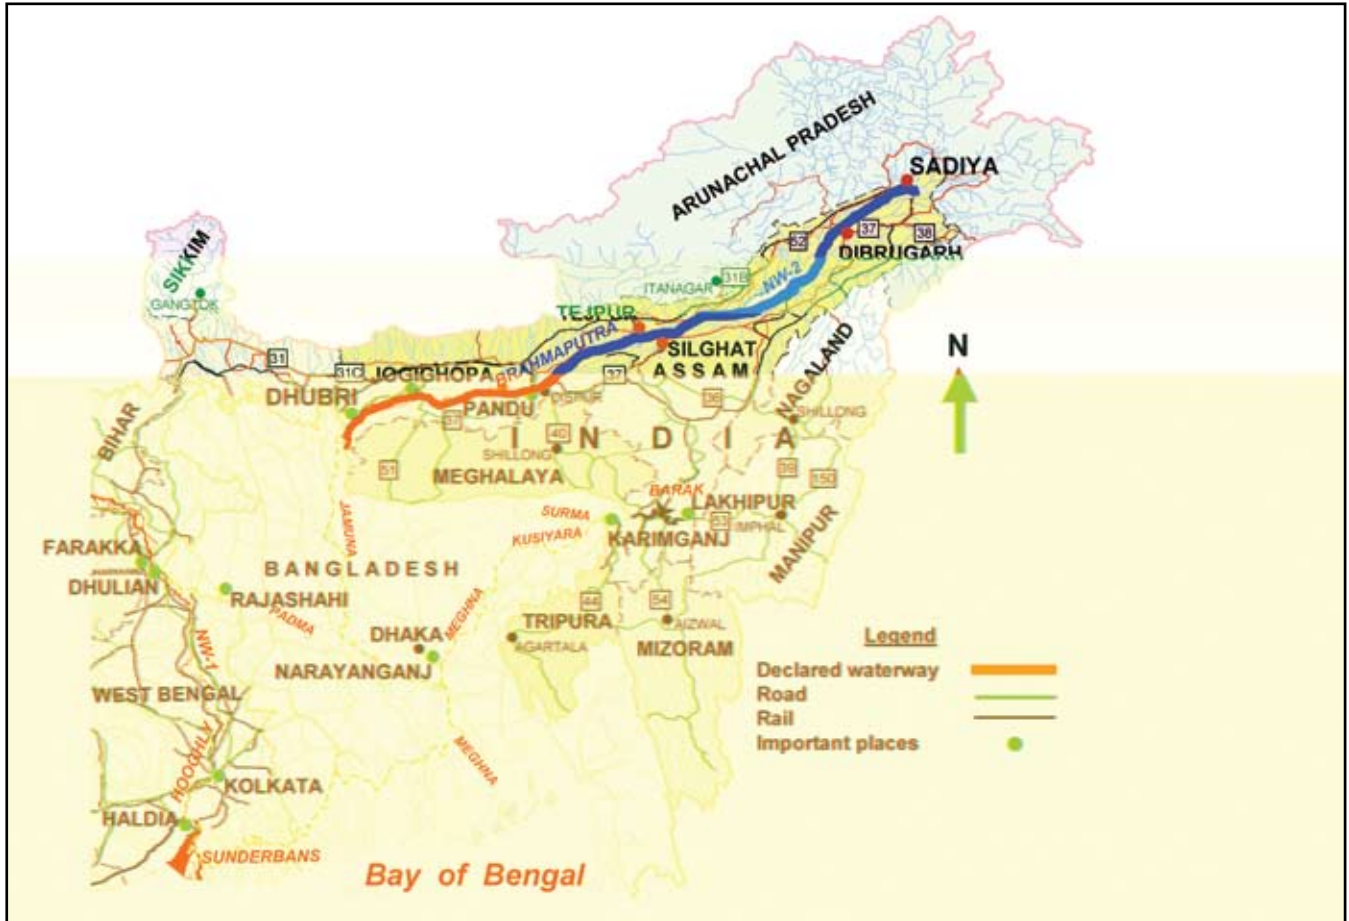 ARUNACHAL PRADESH
SADIYA
37
38
52
DIBRUGARH
SIKKIM
GANGTOK
ITANAGAR
31B
NW-2
TEJPUR
BRAHMAPUTRA
SILGHAT
ASSAM
NAGALAND
N
31
31C
JOGIGHOPA
37
DHUBRI
PANDU
DISPUR
36
SHILLONG
BIHAR
INDIA
40
SHILLONG
51
MEGHALAYA
39
150
BARAK
LAKHIPUR
JAMUNA
SURMA
KUSIYARA
KARIMGANJ
53
IMPHAL
MANIPUR
FARAKKA
DHULIAN
BANGLADESH
RAJASHAHI
PADMA
MEGHNA
44
54
TRIPURA
AIZWAL
DHAKA
AGARTALA
MIZORAM
NARAYANGANJ
NW-1
WEST BENGAL
Legend
Declared waterway
Road
Rail
Important places
MEGHNA
HOOGHLY
KOLKATA
HALDIA
SUNDERBANS
Bay of Bengal